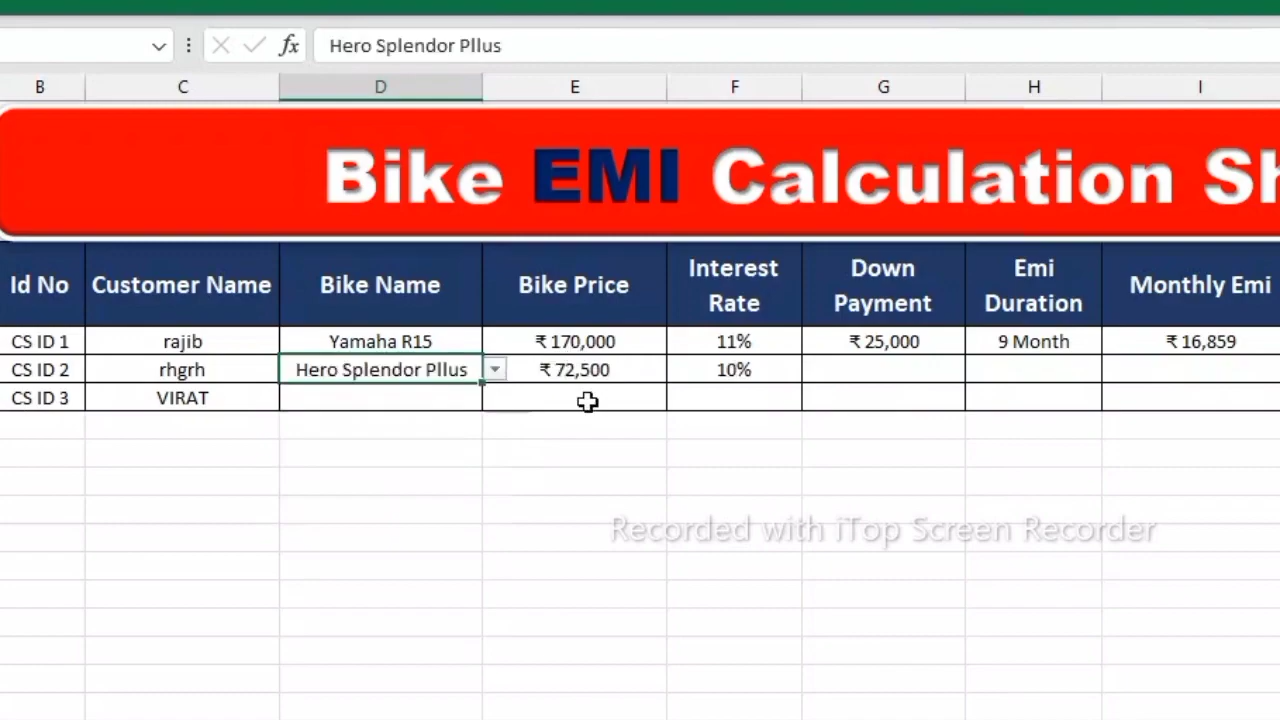 fx Hero Splendor Pllus
B C D E F G H I
Bike EMI Calculation Sh
Id No Customer Name Bike Name Bike Price Interest Rate Down Payment Emi Duration Monthly Emi
CS ID 1 rajib Yamaha R15 ₹ 170,000 11% ₹ 25,000 9 Month ₹ 16,859
CS ID 2 rhgrh Hero Splendor Pllus ₹ 72,500 10%
CS ID 3 VIRAT
Recorded with iTop Screen Recorder